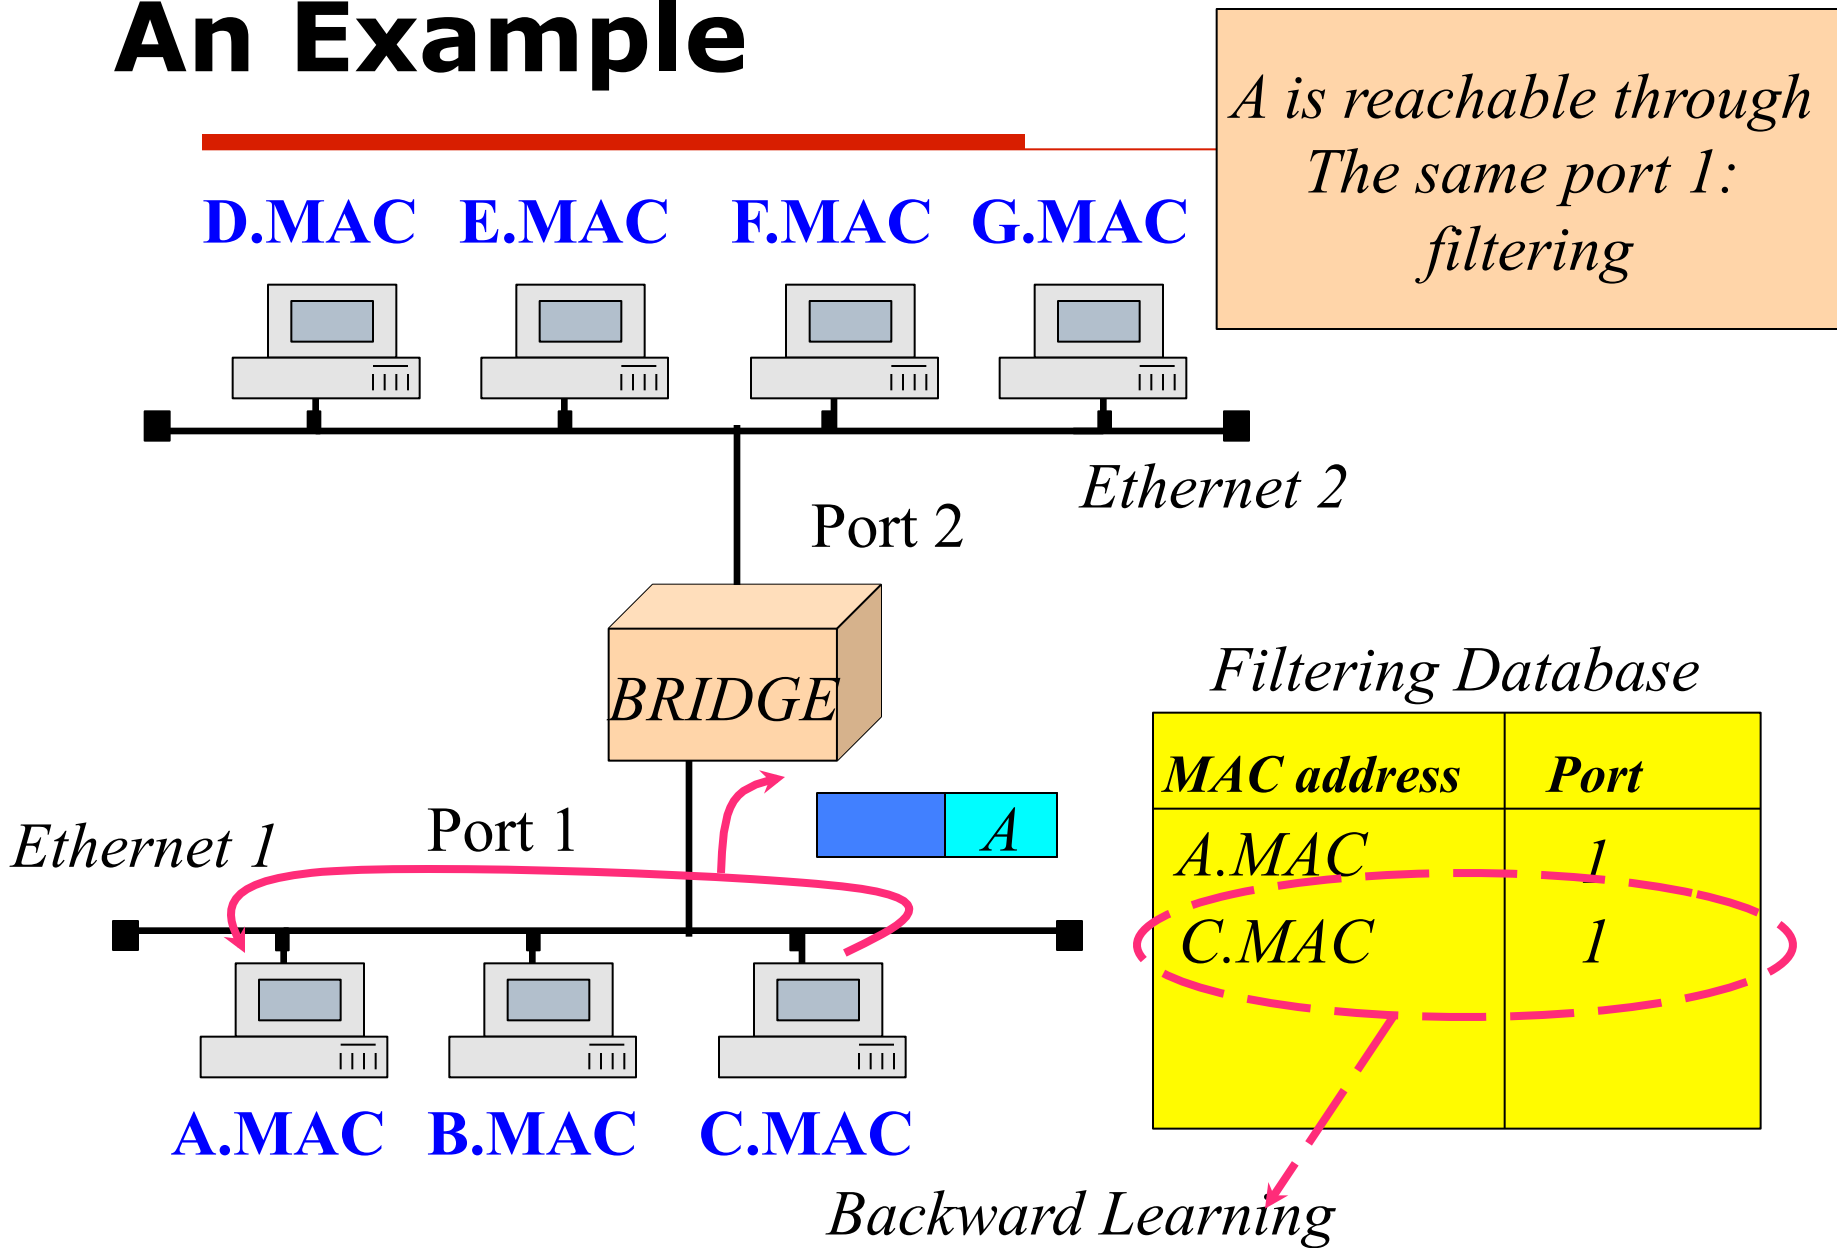 An Example
A is reachable through
The same port 1:
filtering
D.MAC E.MAC F.MAC G.MAC
Ethernet 2
Port 2
BRIDGE
Filtering Database
MAC address Port
A.MAC 1
C.MAC 1
A
Port 1
Ethernet 1
A.MAC B.MAC C.MAC
Backward Learning